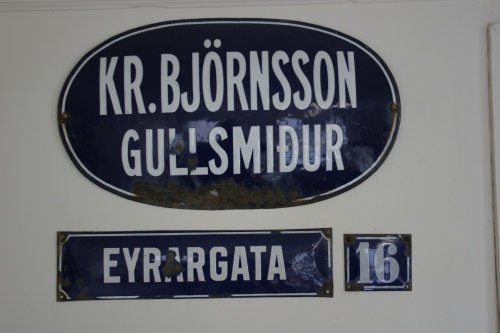 KR. BJÖRNSSON
GULLSMIÐUR
EYRARGATA
16